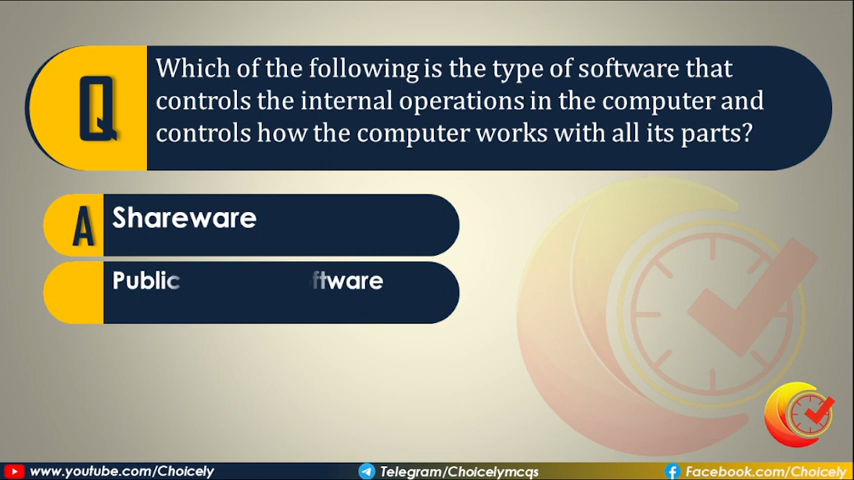 Q
Which of the following is the type of software that
controls the internal operations in the computer and
controls how the computer works with all its parts?
A Shareware
Public
www.youtube.com/Choicely Telegram/Choicelymcqs Facebook.com/Choicely